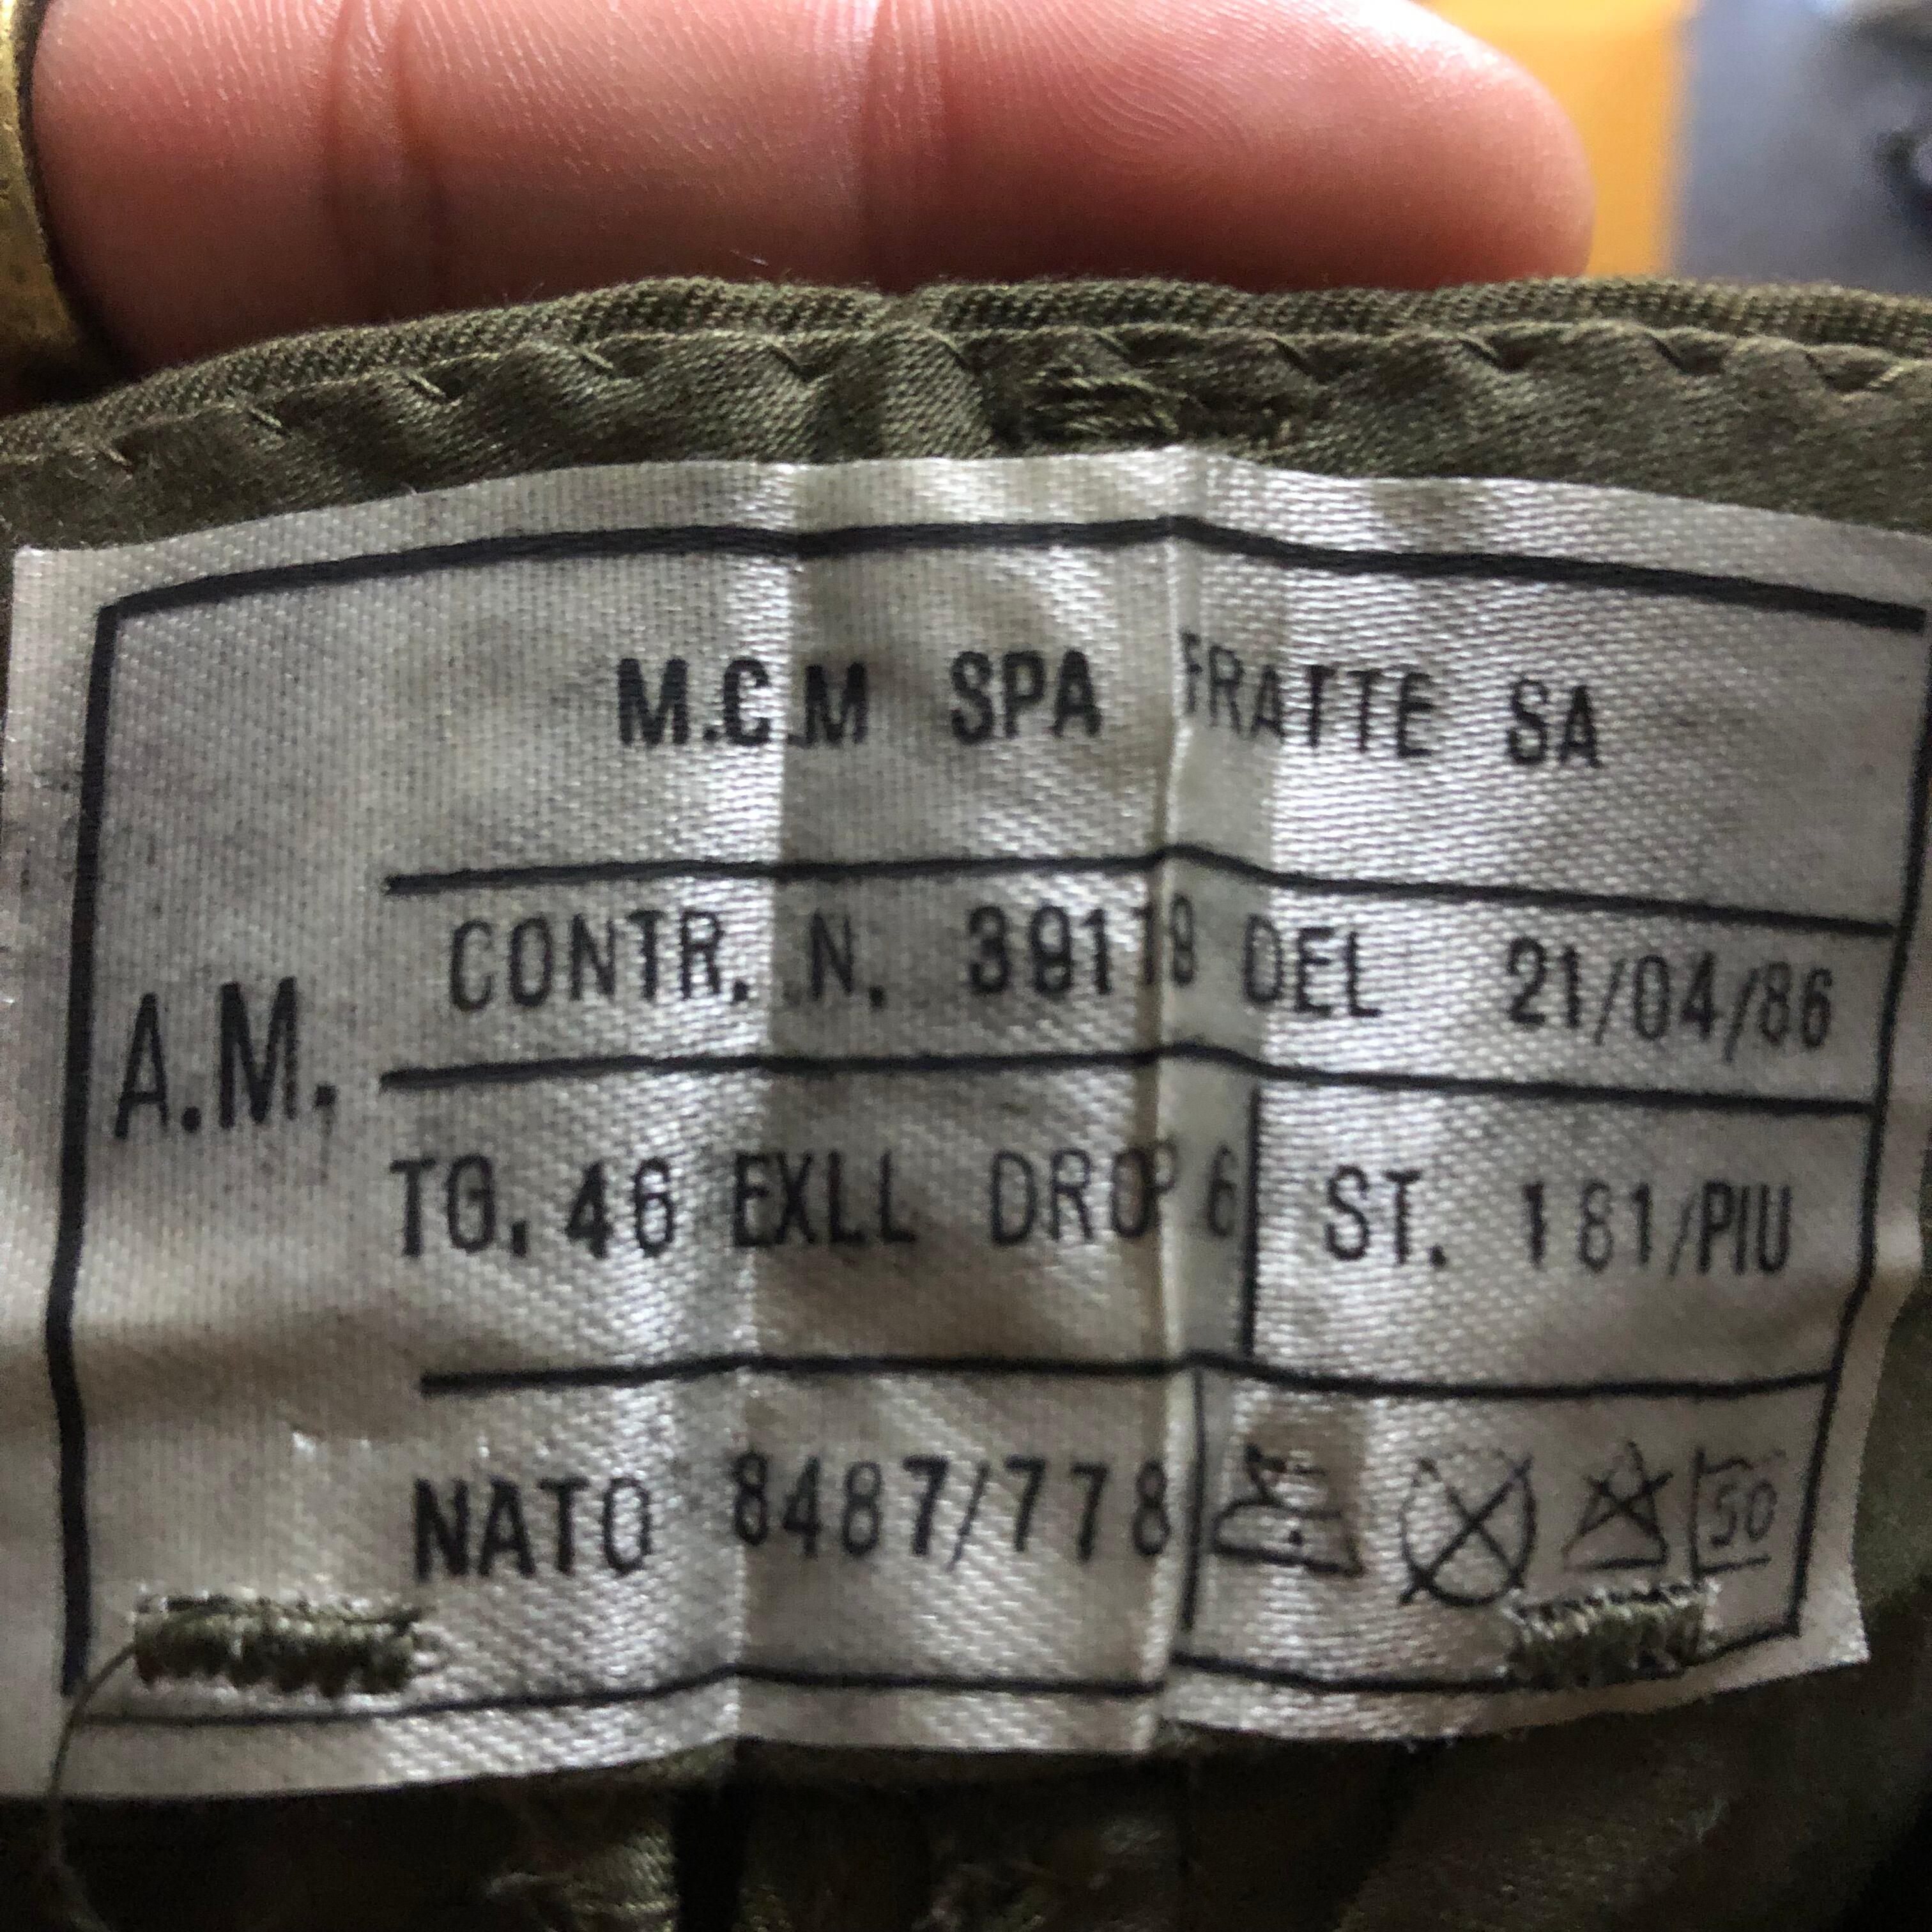 M.C.M SPA FRATTE SA
A.M.
CONTR. N. 39119 DEL 21/04/86
TG. 46 EXLL DROP 6 ST. 181/PIU
NATO 8487/778
50